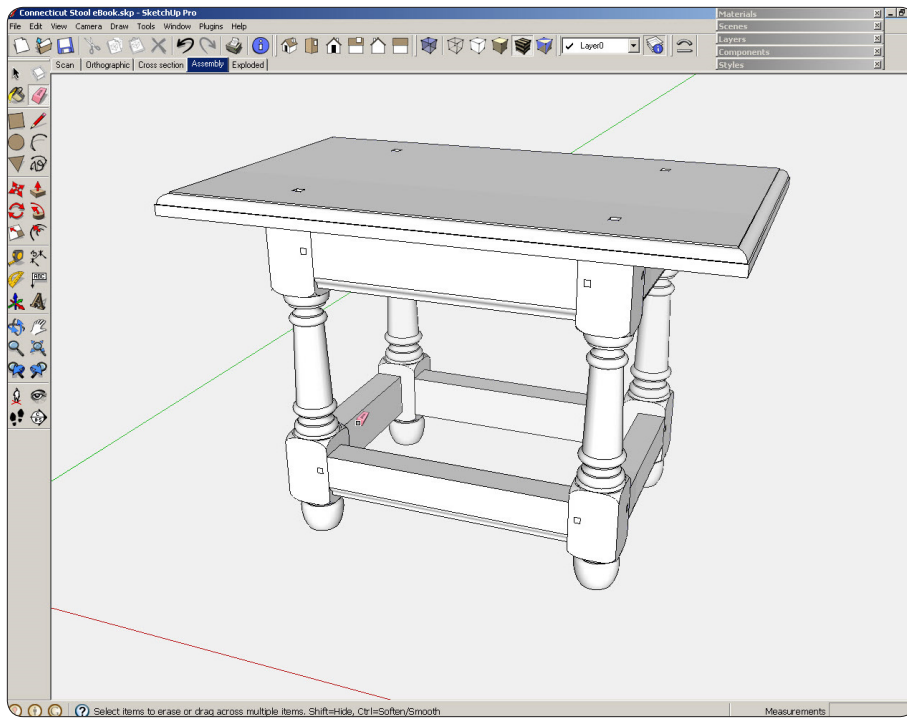 Connecticut Stool eBook.skp - SketchUp Pro
File Edit View Camera Draw Tools Window Plugins Help
Layer0
Materials
Scenes
Layers
Components
Styles
Scan Orthographic Cross section Assembly Exploded
ABC
Select items to erase or drag across multiple items. Shift=Hide, Ctrl=Soften/Smooth
Measurements